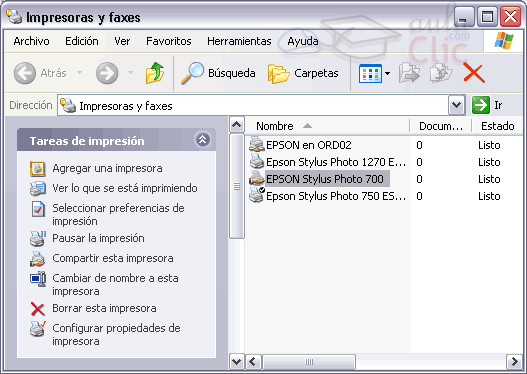 Impresoras y faxes
aula
.com
Clic
Archivo Edición Ver Favoritos Herramientas Ayuda
Atrás Búsqueda Carpetas
Dirección Impresoras y faxes Ir
Tareas de impresión
Agregar una impresora
Ver lo que se está imprimiendo
Seleccionar preferencias de
impresión
Pausar la impresión
Compartir esta impresora
Cambiar de nombre a esta
impresora
Borrar esta impresora
Configurar propiedades de
impresora
Nombre Docum... Estado
EPSON en ORD02 0 Listo
Epson Stylus Photo 1270 E... 0 Listo
EPSON Stylus Photo 700 0 Listo
Epson Stylus Photo 750 ES... 0 Listo